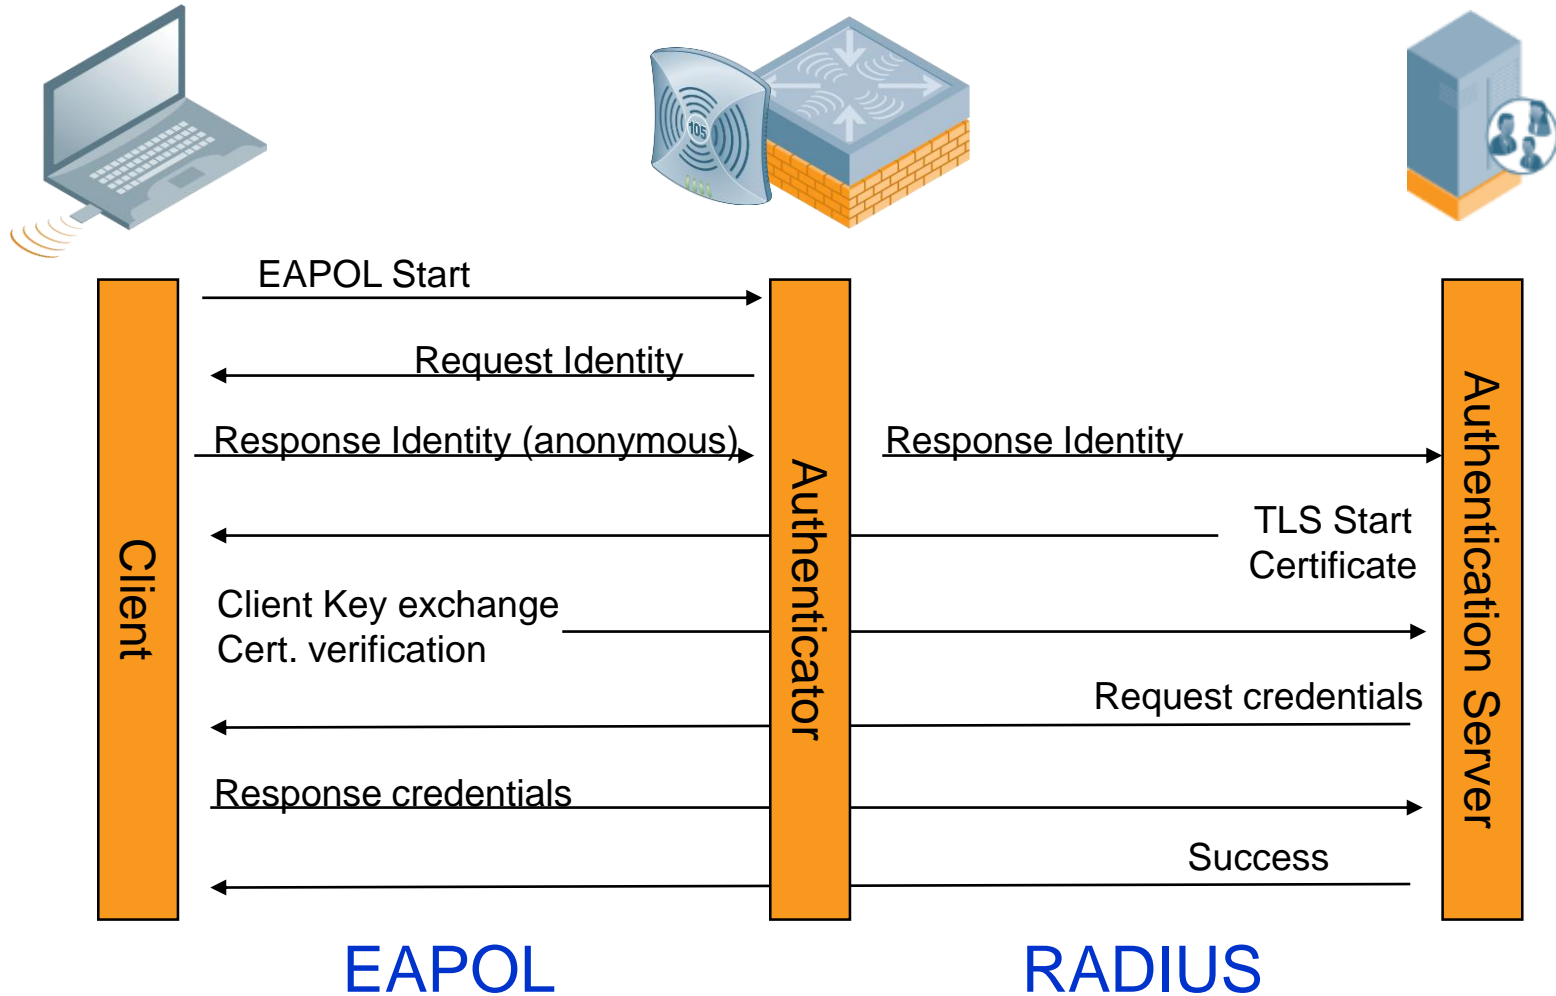 105
EAPOL Start
Request Identity
Response Identity (anonymous)
Response Identity
TLS Start
Certificate
Client Key exchange
Cert. verification
Request credentials
Response credentials
Success
Client
Authenticator
Authentication Server
EAPOL
RADIUS